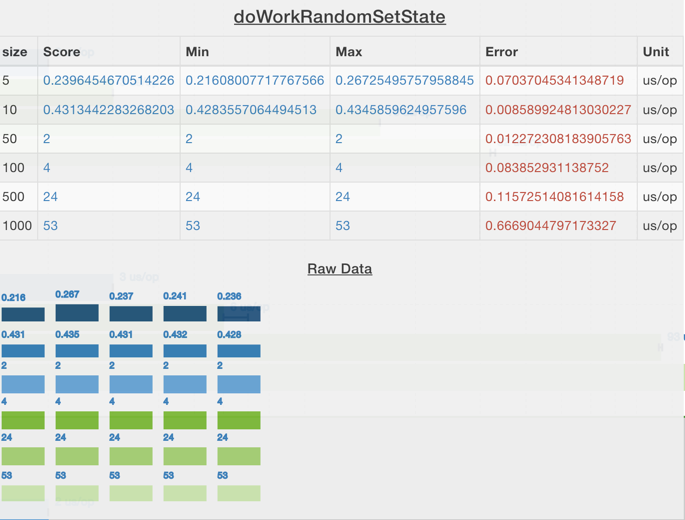 doWorkRandomSetState
size Score Min Max Error Unit
5 0.2396454670514226 0.21608007717767566 0.26725495757958845 0.07037045341348719 us/op
10 0.4313442283268203 0.4283557064494513 0.4345859624957596 0.008589924813030227 us/op
50 2 2 2 0.012272308183905763 us/op
100 4 4 4 0.083852931138752 us/op
500 24 24 24 0.11572514081614158 us/op
1000 53 53 53 0.6669044797173327 us/op
Raw Data
0.216 0.267 0.237 0.241 0.236
0.431 0.435 0.431 0.432 0.428
2 2 2 2 2
4 4 4 4 4
24 24 24 24 24
53 53 53 53 53